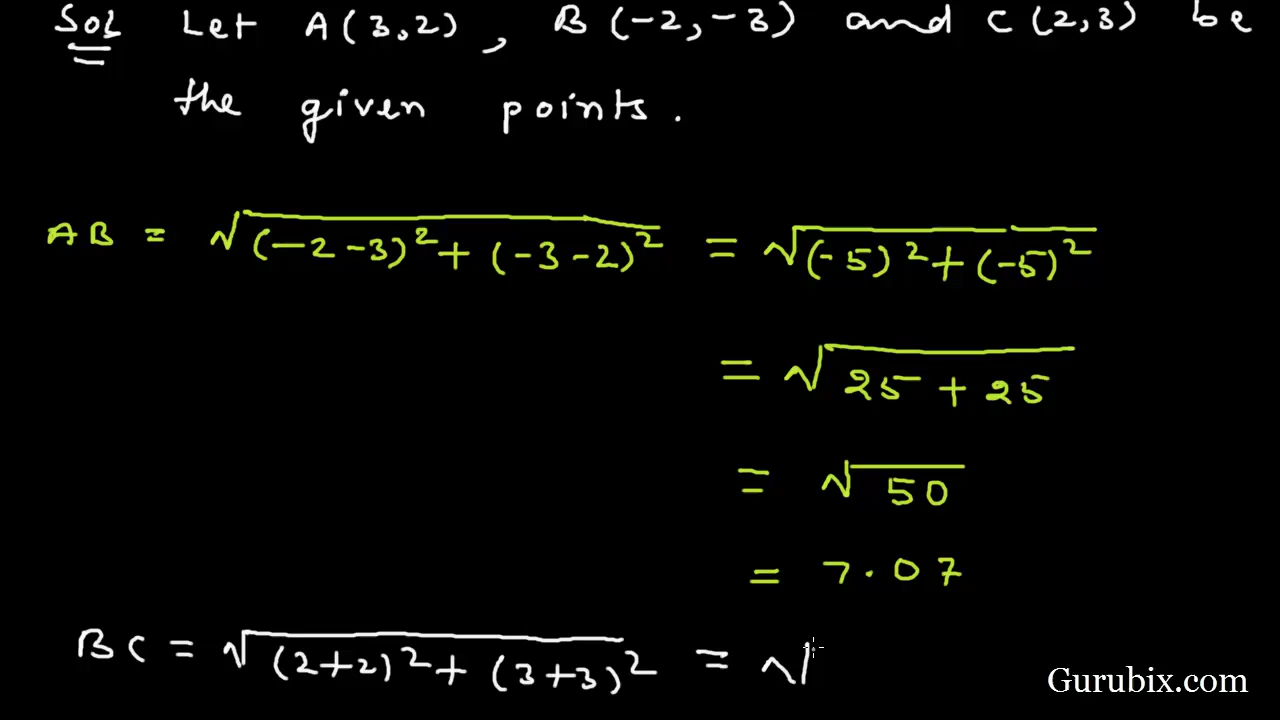 Sol Let A(3,2), B(-2,-3) and C(2,3) be
the given points.
AB = √(-2-3)² + (-3-2)² = √(-5)² + (-5)²
= √25 + 25
= √50
= 7.07
BC = √(2+2)² + (3+3)² = √
Gurubix.com